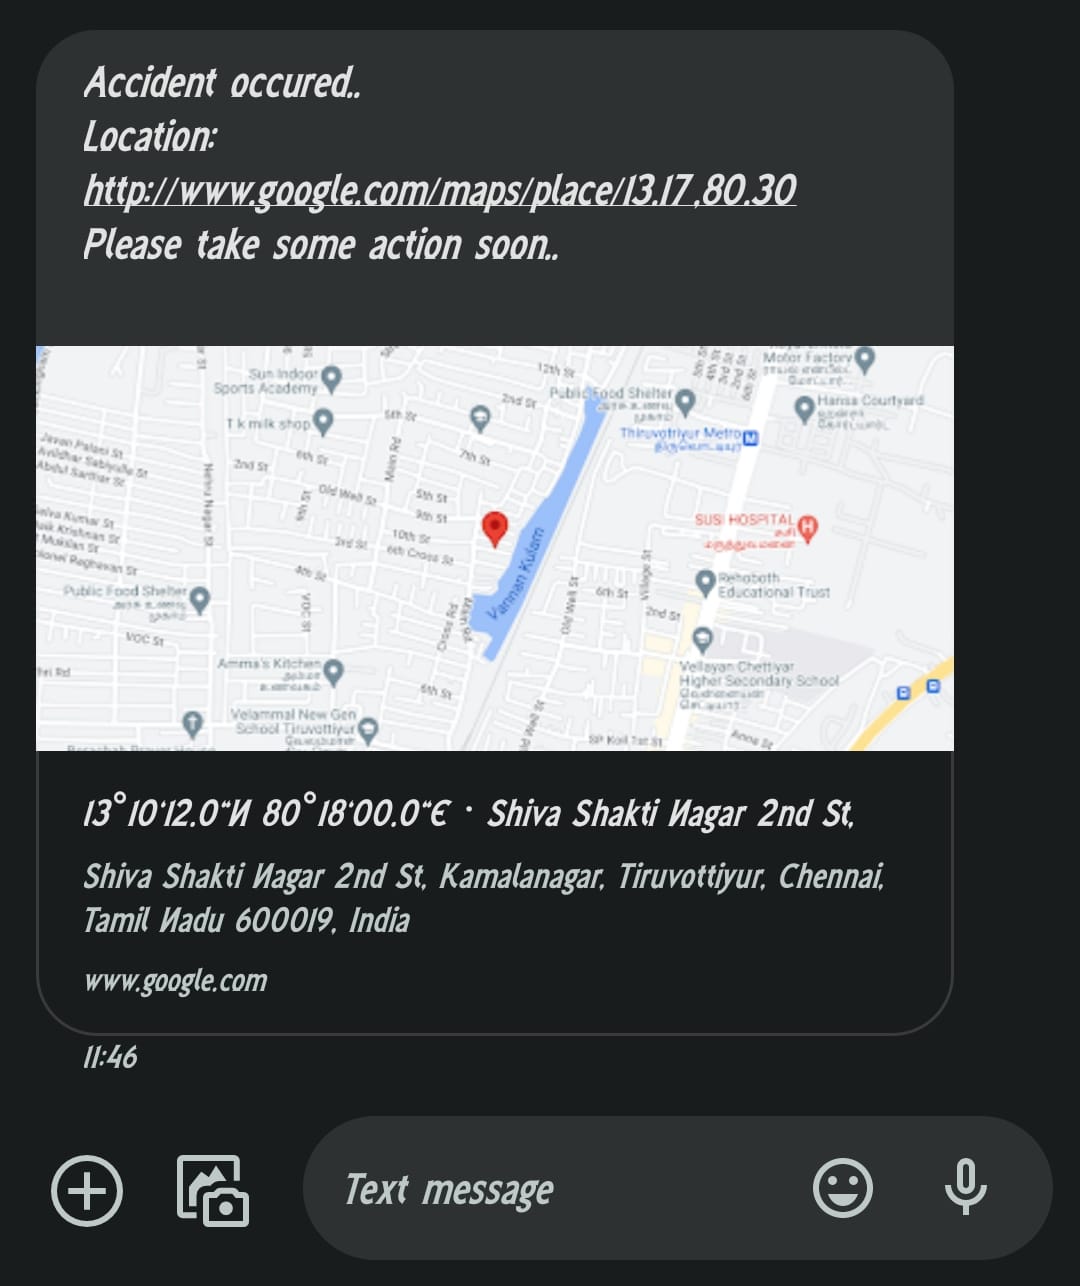 Accident occured..
Location:
http://www.google.com/maps/place/13.17,80.30
Please take some action soon..
Motor Factory
Sun Indoor
Sports Academy
12th St
Public Food Shelter
2nd St
Hansa Courtyard
T k milk shop
5th St
Main Rd
Thiruvotriyur Metro
7th St
6th St
2nd St
Old Well St
Nehru Nagar St
5th St
9th St
SUSI HOSPITAL
சுசி
மருத்துவமனை
10th St
6th Cross St
3rd St
Vannan Kulam
4th St
Village St
Rehoboth
Educational Trust
Public Food Shelter
6th St
Old Well St
2nd St
VOC St
VOC St
Cross Rd
Amma's Kitchen
Vellayan Chettiyar
Higher Secondary School
6th St
Velammal New Gen
School Tiruvottiyur
SP Koil 1st St
Anna St
13°10'12.0"N 80°18'00.0"E · Shiva Shakti Nagar 2nd St,
Shiva Shakti Nagar 2nd St, Kamalanagar, Tiruvottiyur, Chennai,
Tamil Nadu 600019, India
www.google.com
11:46
Text message